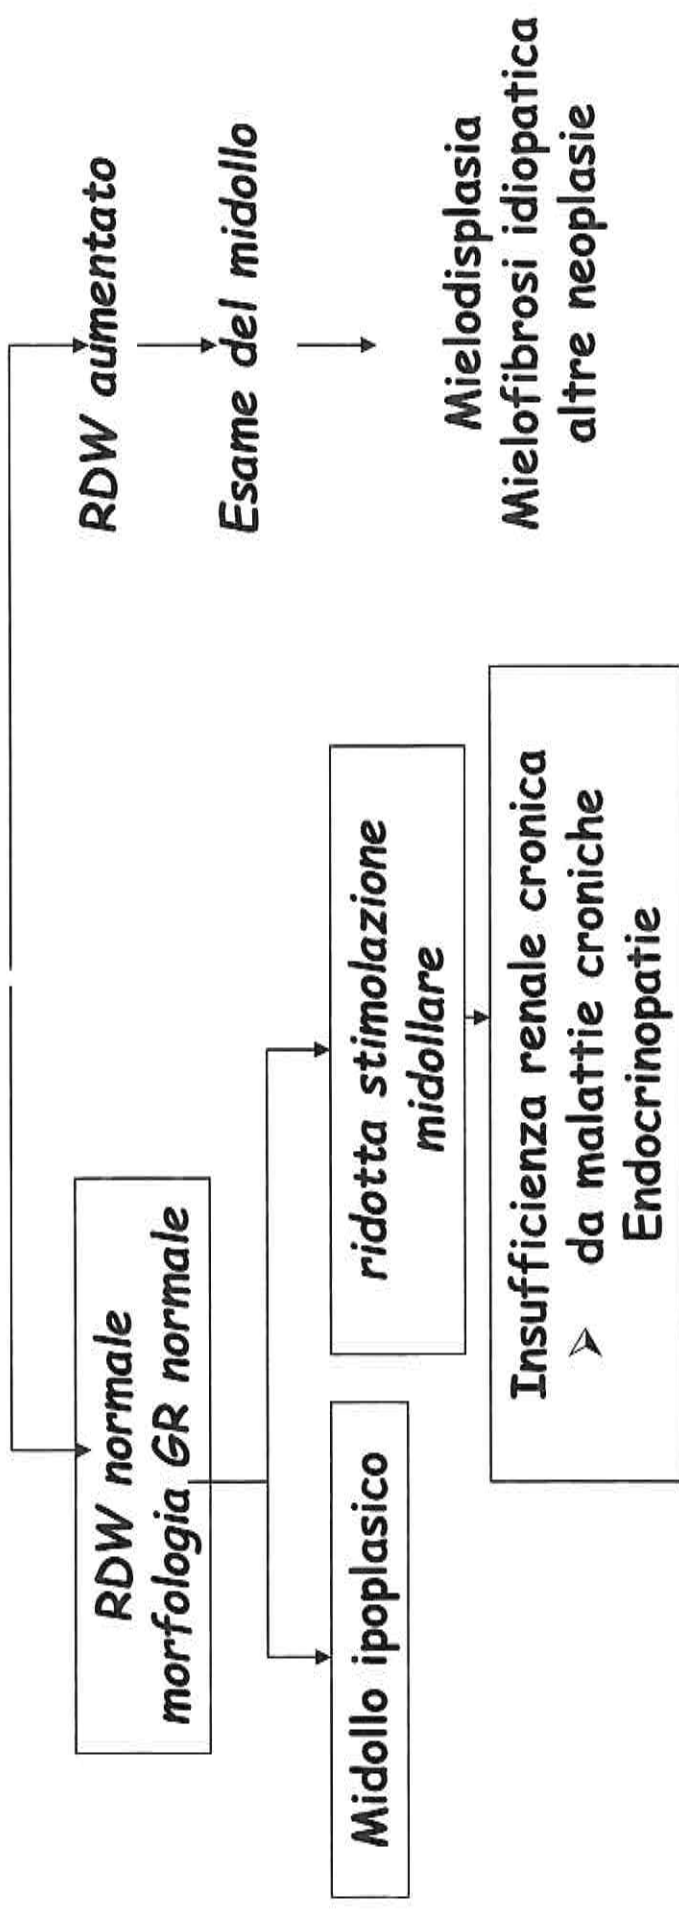 RDW normale
morfologia GR normale
Midollo ipoplasico
ridotta stimolazione
midollare
Insufficienza renale cronica
➢ da malattie croniche
Endocrinopatie
RDW aumentato
Esame del midollo
Mielodisplasia
Mielofibrosi idiopatica
altre neoplasie